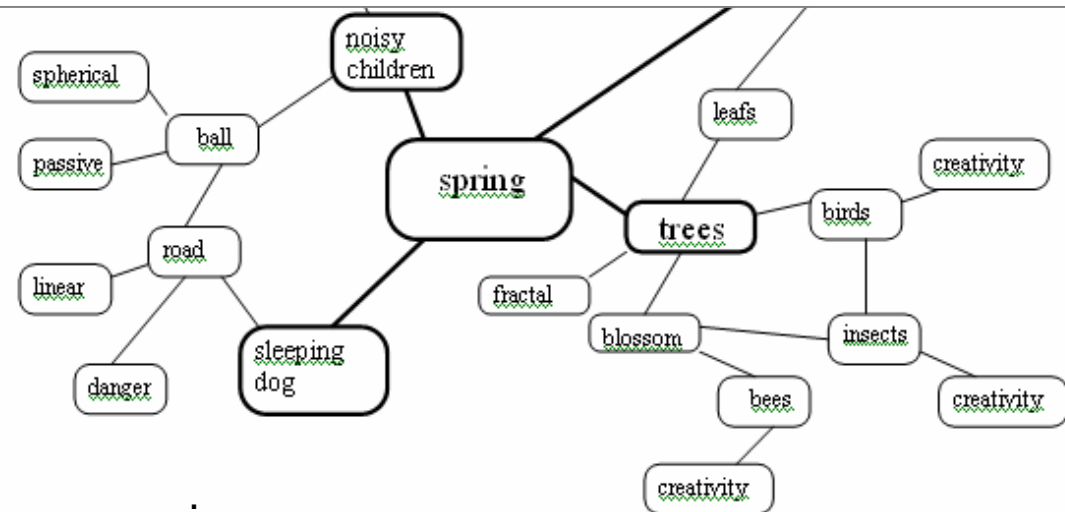 noisy
children
spherical
leafs
ball
creativity
passive
spring
birds
trees
road
linear
fractal
blossom
insects
sleeping
dog
danger
bees
creativity
creativity